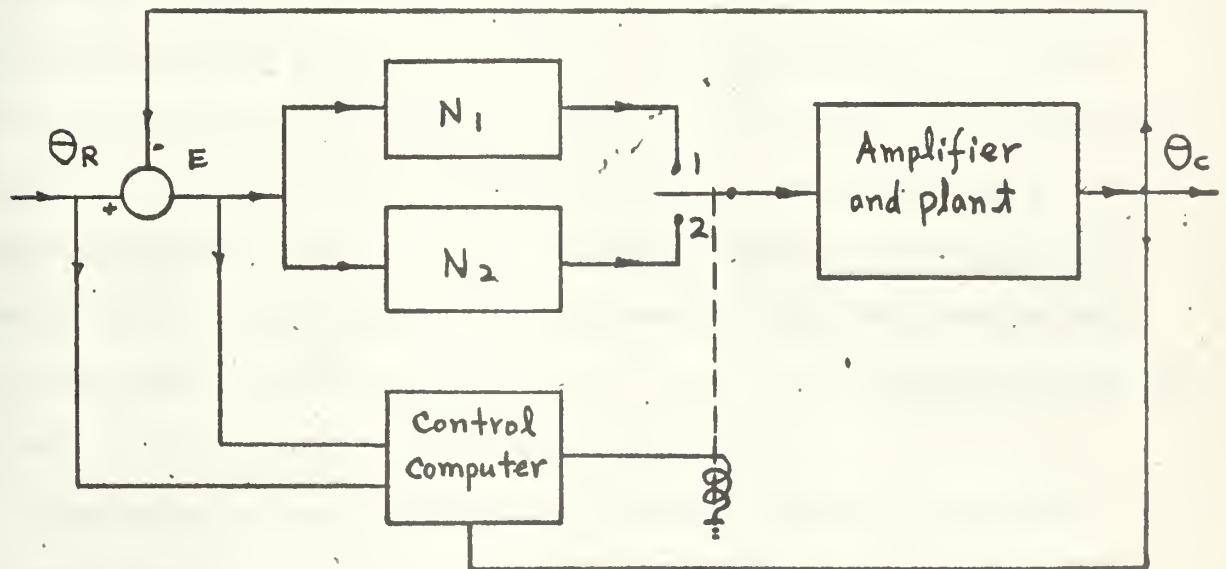 θR
-
+
E
N1
N2
1
2
Amplifier
and plant
θc
Control
Computer